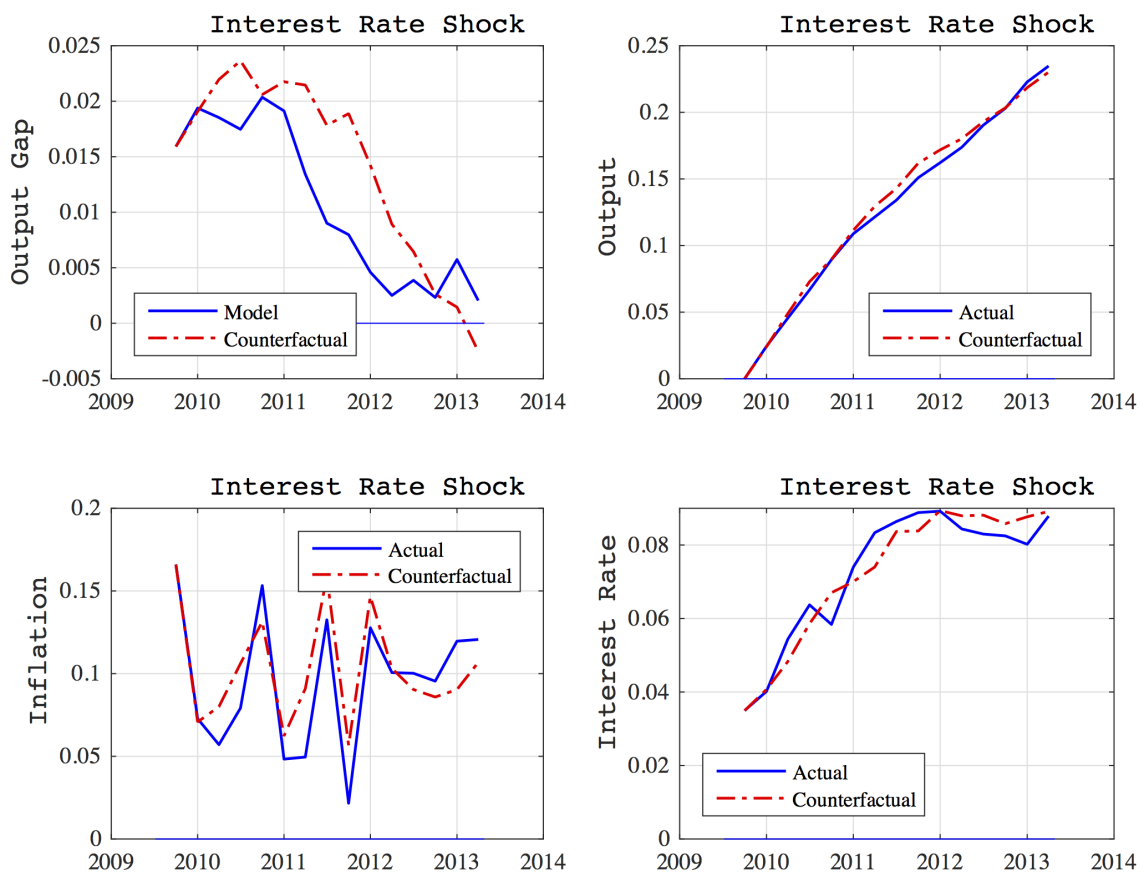 Interest Rate Shock
0.025
0.02
0.015
0.01
0.005
0
-0.005
Output Gap
Model
Counterfactual
2009 2010 2011 2012 2013 2014
Interest Rate Shock
0.25
0.2
0.15
0.1
0.05
0
Output
Actual
Counterfactual
2009 2010 2011 2012 2013 2014
Interest Rate Shock
0.2
0.15
0.1
0.05
0
Inflation
Actual
Counterfactual
2009 2010 2011 2012 2013 2014
Interest Rate Shock
0.08
0.06
0.04
0.02
0
Interest Rate
Actual
Counterfactual
2009 2010 2011 2012 2013 2014